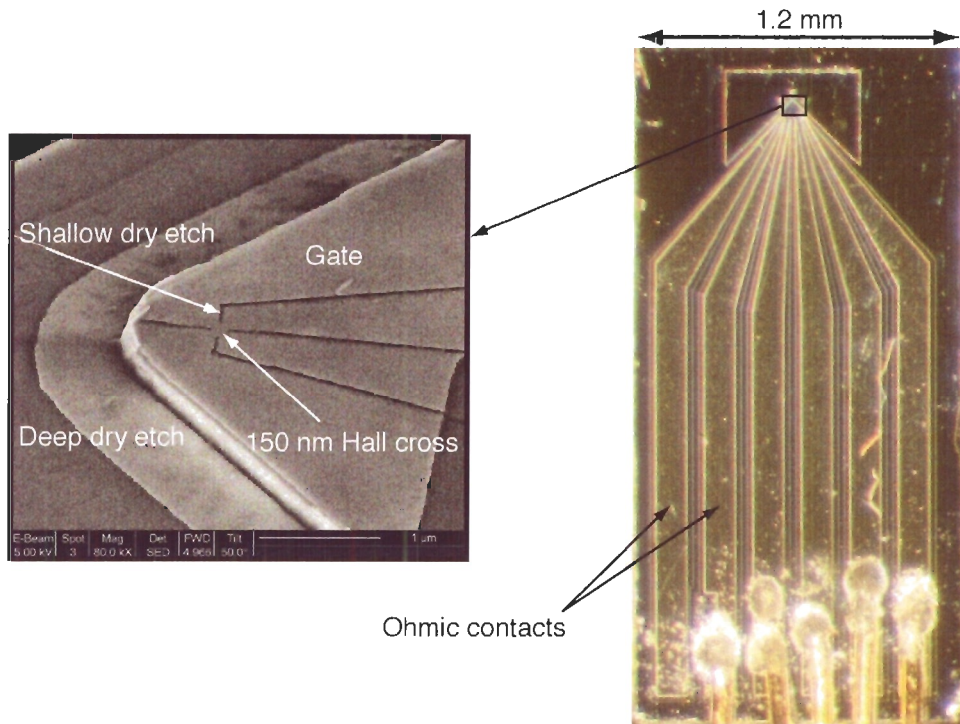 1.2 mm
Shallow dry etch
Gate
Deep dry etch
150 nm Hall cross
E-Beam Spot Mag Det FWD Tilt 1 µm
5.00 kV 3 80.0 kX SED 4.966 50.0°
Ohmic contacts